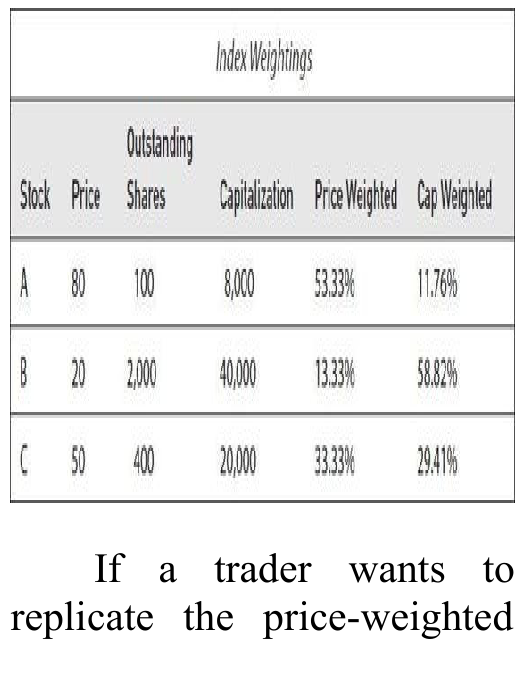 Index Weightings
Outstanding
Stock Price Shares Capitalization Price Weighted Cap Weighted
A 80 100 8,000 53.33% 11.76%
B 20 2,000 40,000 13.33% 58.82%
C 50 400 20,000 33.33% 29.41%
If a trader wants to
replicate the price-weighted